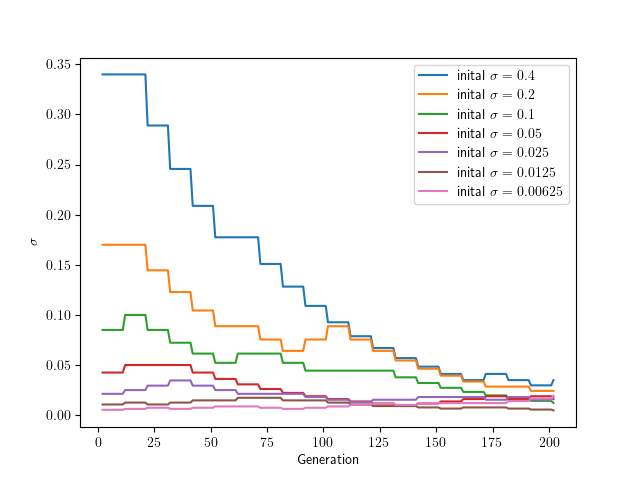 0.35
0.30
0.25
0.20
0.15
0.10
0.05
0.00
σ
0 25 50 75 100 125 150 175 200
Generation
inital σ = 0.4
inital σ = 0.2
inital σ = 0.1
inital σ = 0.05
inital σ = 0.025
inital σ = 0.0125
inital σ = 0.00625